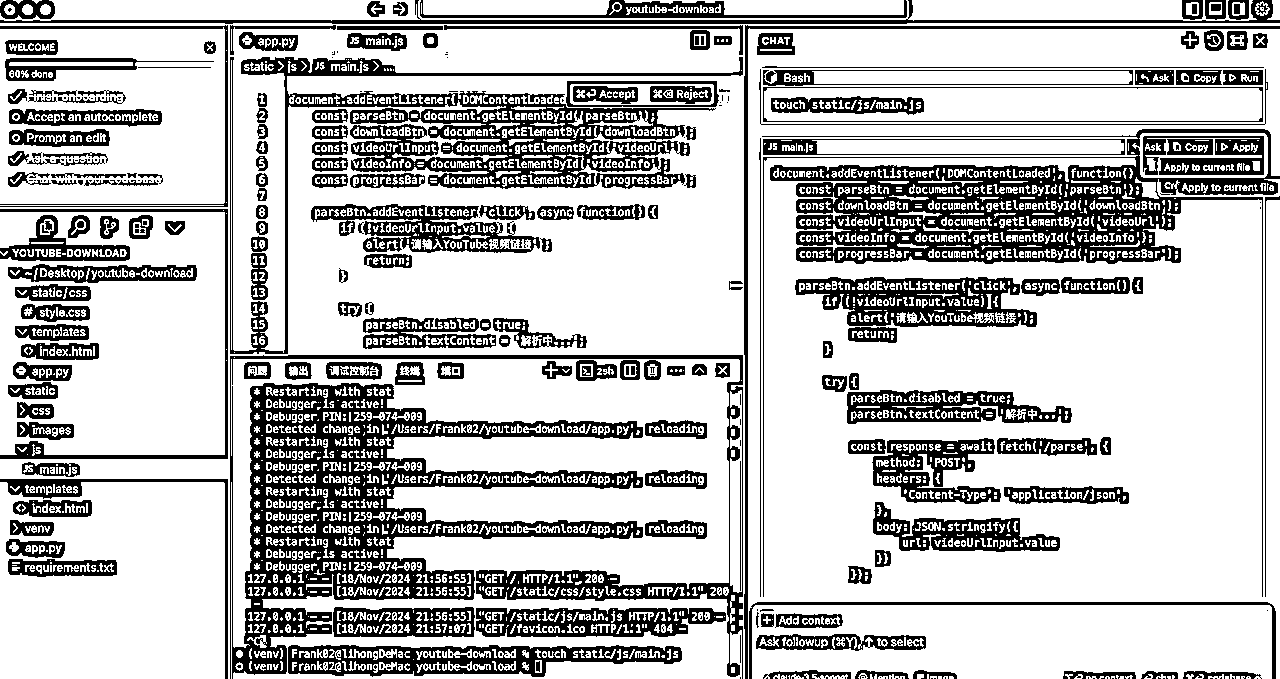 youtube-download
WELCOME
60% done
Finish onboarding
Accept an autocomplete
Prompt an edit
Ask a question
Chat with your codebase
YOUTUBE-DOWNLOAD
~/Desktop/youtube-download
static/css
# style.css
templates
<> index.html
app.py
static
css
images
js
JS main.js
templates
<> index.html
venv
app.py
requirements.txt
app.py
JS main.js
static > js > JS main.js > ...
⌘⏎ Accept ⌘⌫ Reject
1 document.addEventListener('DOMContentLoaded
2 const parseBtn = document.getElementById('parseBtn');
3 const downloadBtn = document.getElementById('downloadBtn');
4 const videoUrlInput = document.getElementById('videoUrl');
5 const videoInfo = document.getElementById('videoInfo');
6 const progressBar = document.getElementById('progressBar');
7
8 parseBtn.addEventListener('click', async function() {
9 if (!videoUrlInput.value) {
10 alert('请输入YouTube视频链接');
11 return;
12 }
13
14 try {
15 parseBtn.disabled = true;
16 parseBtn.textContent = '解析中...';
问题 输出 调试控制台 终端 端口
zsh
* Restarting with stat
* Debugger is active!
* Debugger PIN: 259-074-009
* Detected change in '/Users/Frank02/youtube-download/app.py', reloading
* Restarting with stat
* Debugger is active!
* Debugger PIN: 259-074-009
* Detected change in '/Users/Frank02/youtube-download/app.py', reloading
* Restarting with stat
* Debugger is active!
* Debugger PIN: 259-074-009
* Detected change in '/Users/Frank02/youtube-download/app.py', reloading
* Restarting with stat
* Debugger is active!
* Debugger PIN: 259-074-009
127.0.0.1 - - [18/Nov/2024 21:56:55] "GET / HTTP/1.1" 200 -
127.0.0.1 - - [18/Nov/2024 21:56:55] "GET /static/css/style.css HTTP/1.1" 200
-
127.0.0.1 - - [18/Nov/2024 21:56:55] "GET /static/js/main.js HTTP/1.1" 200 -
127.0.0.1 - - [18/Nov/2024 21:57:07] "GET /favicon.ico HTTP/1.1" 404 -
^C%
(venv) Frank02@lihongDeMac youtube-download % touch static/js/main.js
(venv) Frank02@lihongDeMac youtube-download %
CHAT
Bash
Ask Copy Run
touch static/js/main.js
JS main.js
Ask Copy Apply
Apply to current file
Apply to current file
document.addEventListener('DOMContentLoaded', function()
const parseBtn = document.getElementById('parseBtn');
const downloadBtn = document.getElementById('downloadBtn');
const videoUrlInput = document.getElementById('videoUrl');
const videoInfo = document.getElementById('videoInfo');
const progressBar = document.getElementById('progressBar');
parseBtn.addEventListener('click', async function() {
if (!videoUrlInput.value) {
alert('请输入YouTube视频链接');
return;
}
try {
parseBtn.disabled = true;
parseBtn.textContent = '解析中...';
const response = await fetch('/parse', {
method: 'POST',
headers: {
'Content-Type': 'application/json',
},
body: JSON.stringify({
url: videoUrlInput.value
})
});
+ Add context
Ask followup (⌘Y), ↑ to select